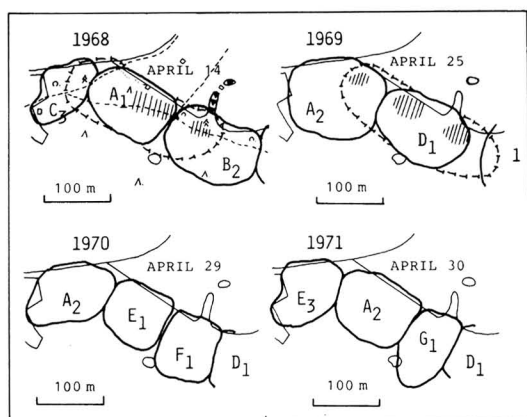 1968
APRIL 14
C3
A1
B2
100 m
1969
APRIL 25
A2
D1
1
100 m
1970
APRIL 29
A2
E1
F1
D1
100 m
1971
APRIL 30
E3
A2
G1
D1
100 m